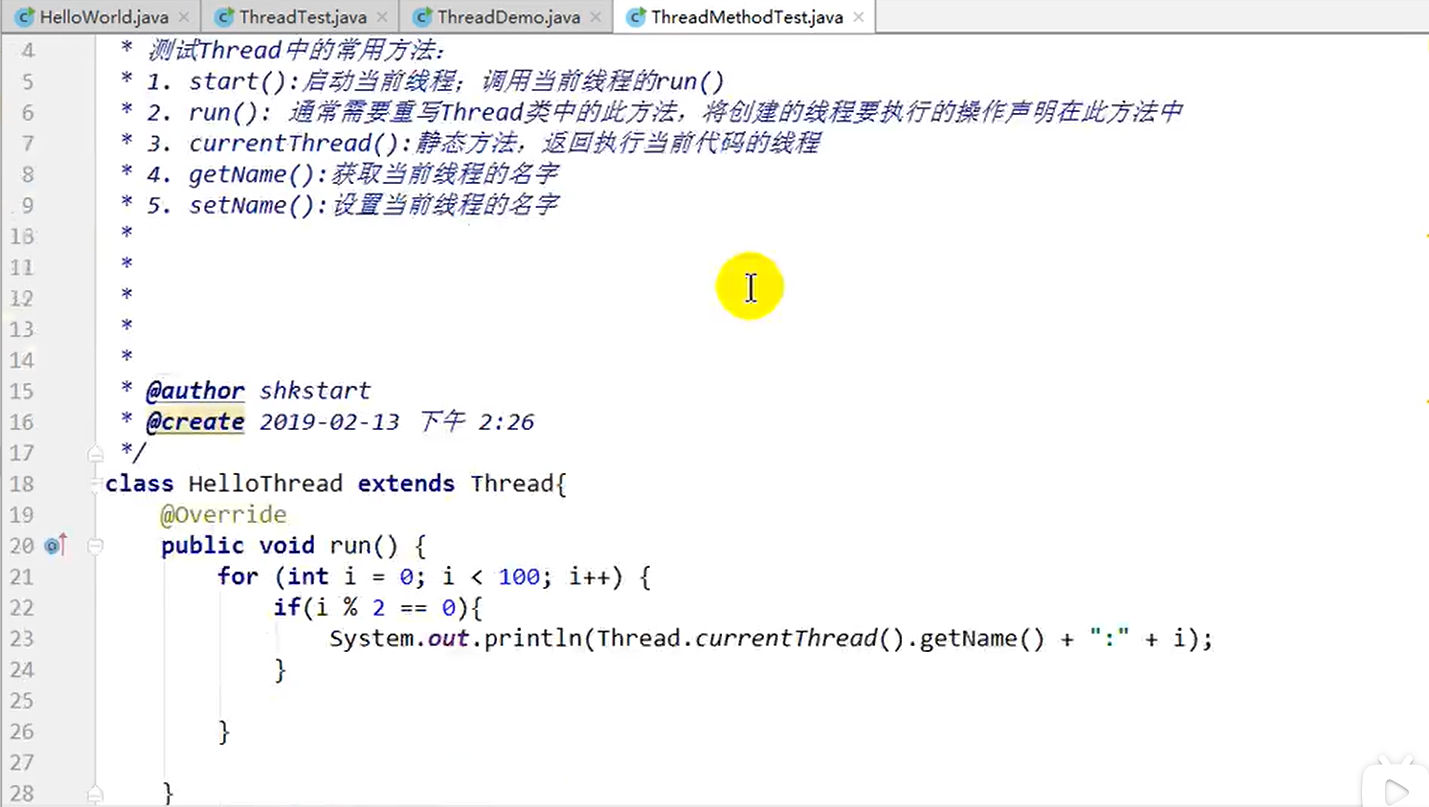 HelloWorld.java × ThreadTest.java × ThreadDemo.java × ThreadMethodTest.java ×
4 * 测试Thread中的常用方法:
5 * 1. start():启动当前线程; 调用当前线程的run()
6 * 2. run(): 通常需要重写Thread类中的此方法, 将创建的线程要执行的操作声明在此方法中
7 * 3. currentThread():静态方法, 返回执行当前代码的线程
8 * 4. getName():获取当前线程的名字
9 * 5. setName():设置当前线程的名字
10 *
11 *
12 *
13 *
14 *
15 * @author shkstart
16 * @create 2019-02-13 下午 2:26
17 */
18 class HelloThread extends Thread{
19 @Override
20 public void run() {
21 for (int i = 0; i < 100; i++) {
22 if(i % 2 == 0){
23 System.out.println(Thread.currentThread().getName() + ":" + i);
24 }
25
26 }
27
28 }